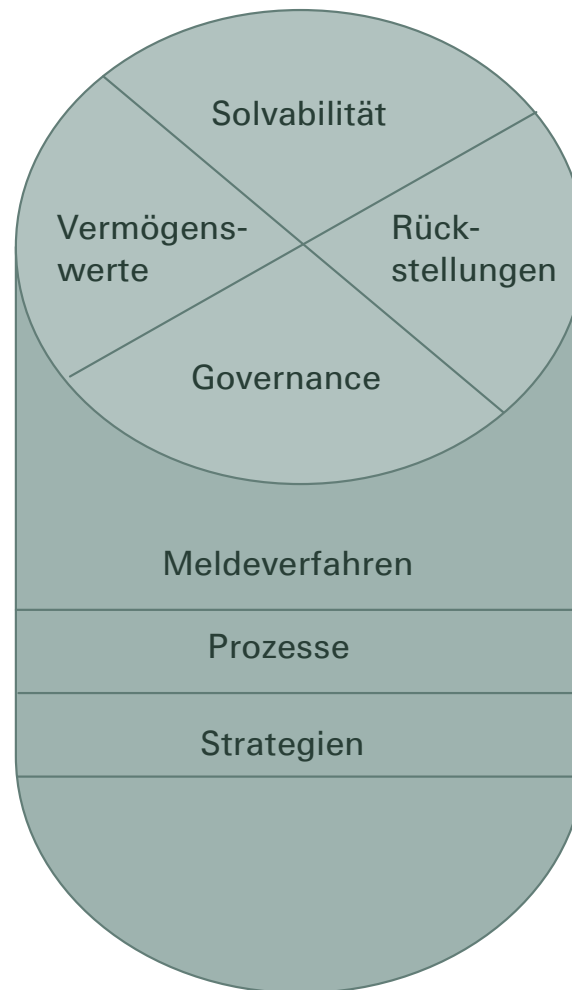 Solvabilität
Vermögens-
werte
Rück-
stellungen
Governance
Meldeverfahren
Prozesse
Strategien